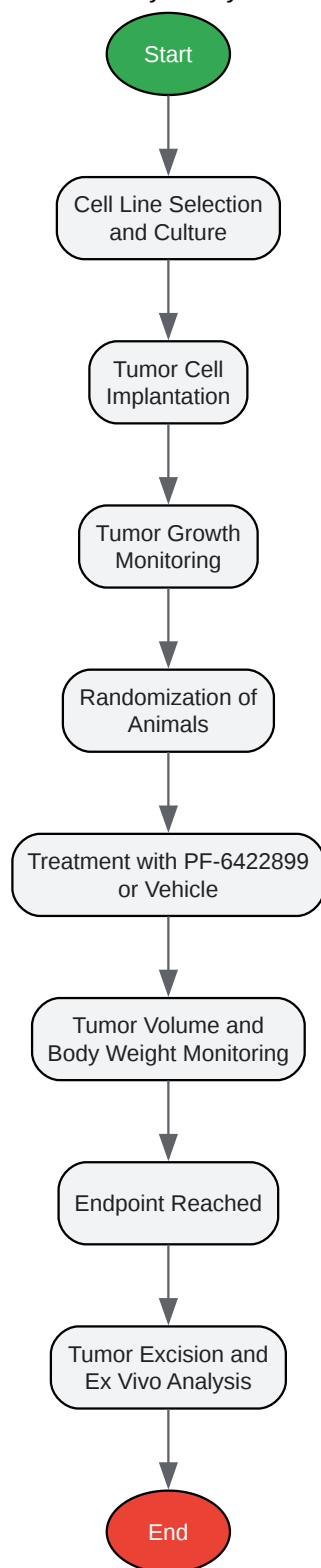 Start
Cell Line Selection
and Culture
Tumor Cell
Implantation
Tumor Growth
Monitoring
Randomization of
Animals
Treatment with PF-6422899
or Vehicle
Tumor Volume and
Body Weight Monitoring
Endpoint Reached
Tumor Excision and
Ex Vivo Analysis
End